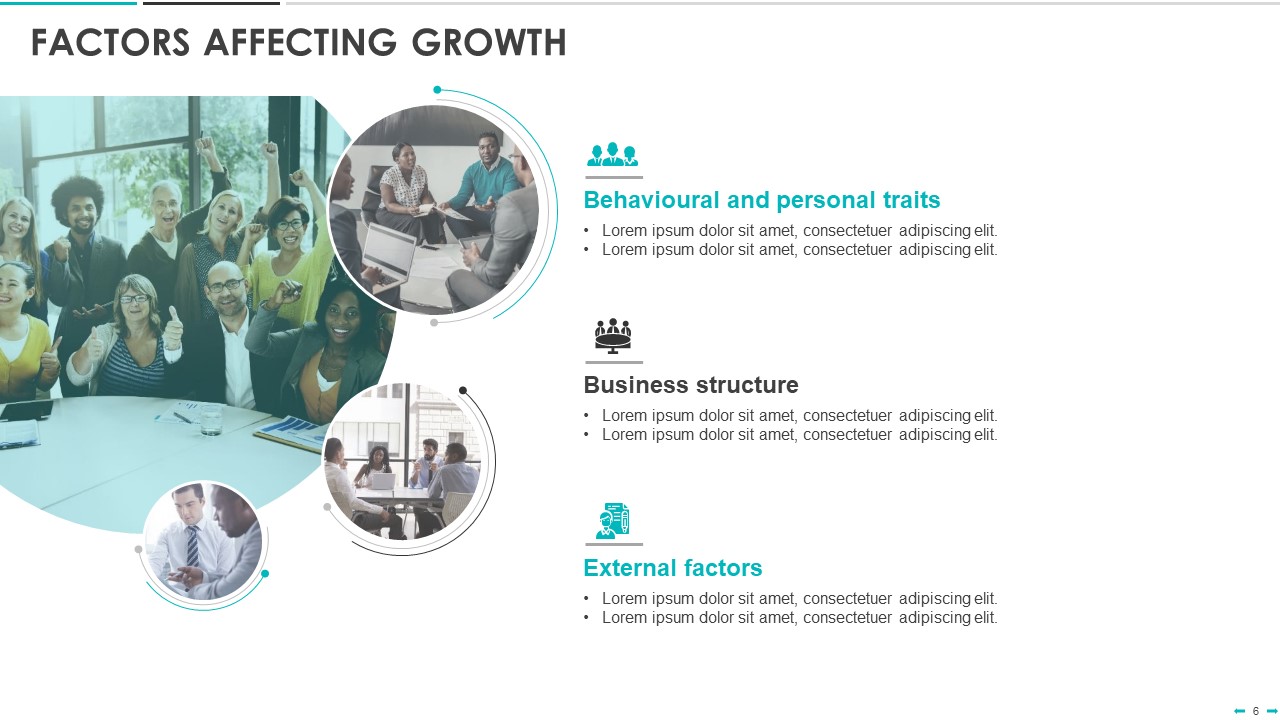 FACTORS AFFECTING GROWTH
Behavioural and personal traits
• Lorem ipsum dolor sit amet, consectetuer adipiscing elit.
• Lorem ipsum dolor sit amet, consectetuer adipiscing elit.
Business structure
• Lorem ipsum dolor sit amet, consectetuer adipiscing elit.
• Lorem ipsum dolor sit amet, consectetuer adipiscing elit.
External factors
• Lorem ipsum dolor sit amet, consectetuer adipiscing elit.
• Lorem ipsum dolor sit amet, consectetuer adipiscing elit.
6